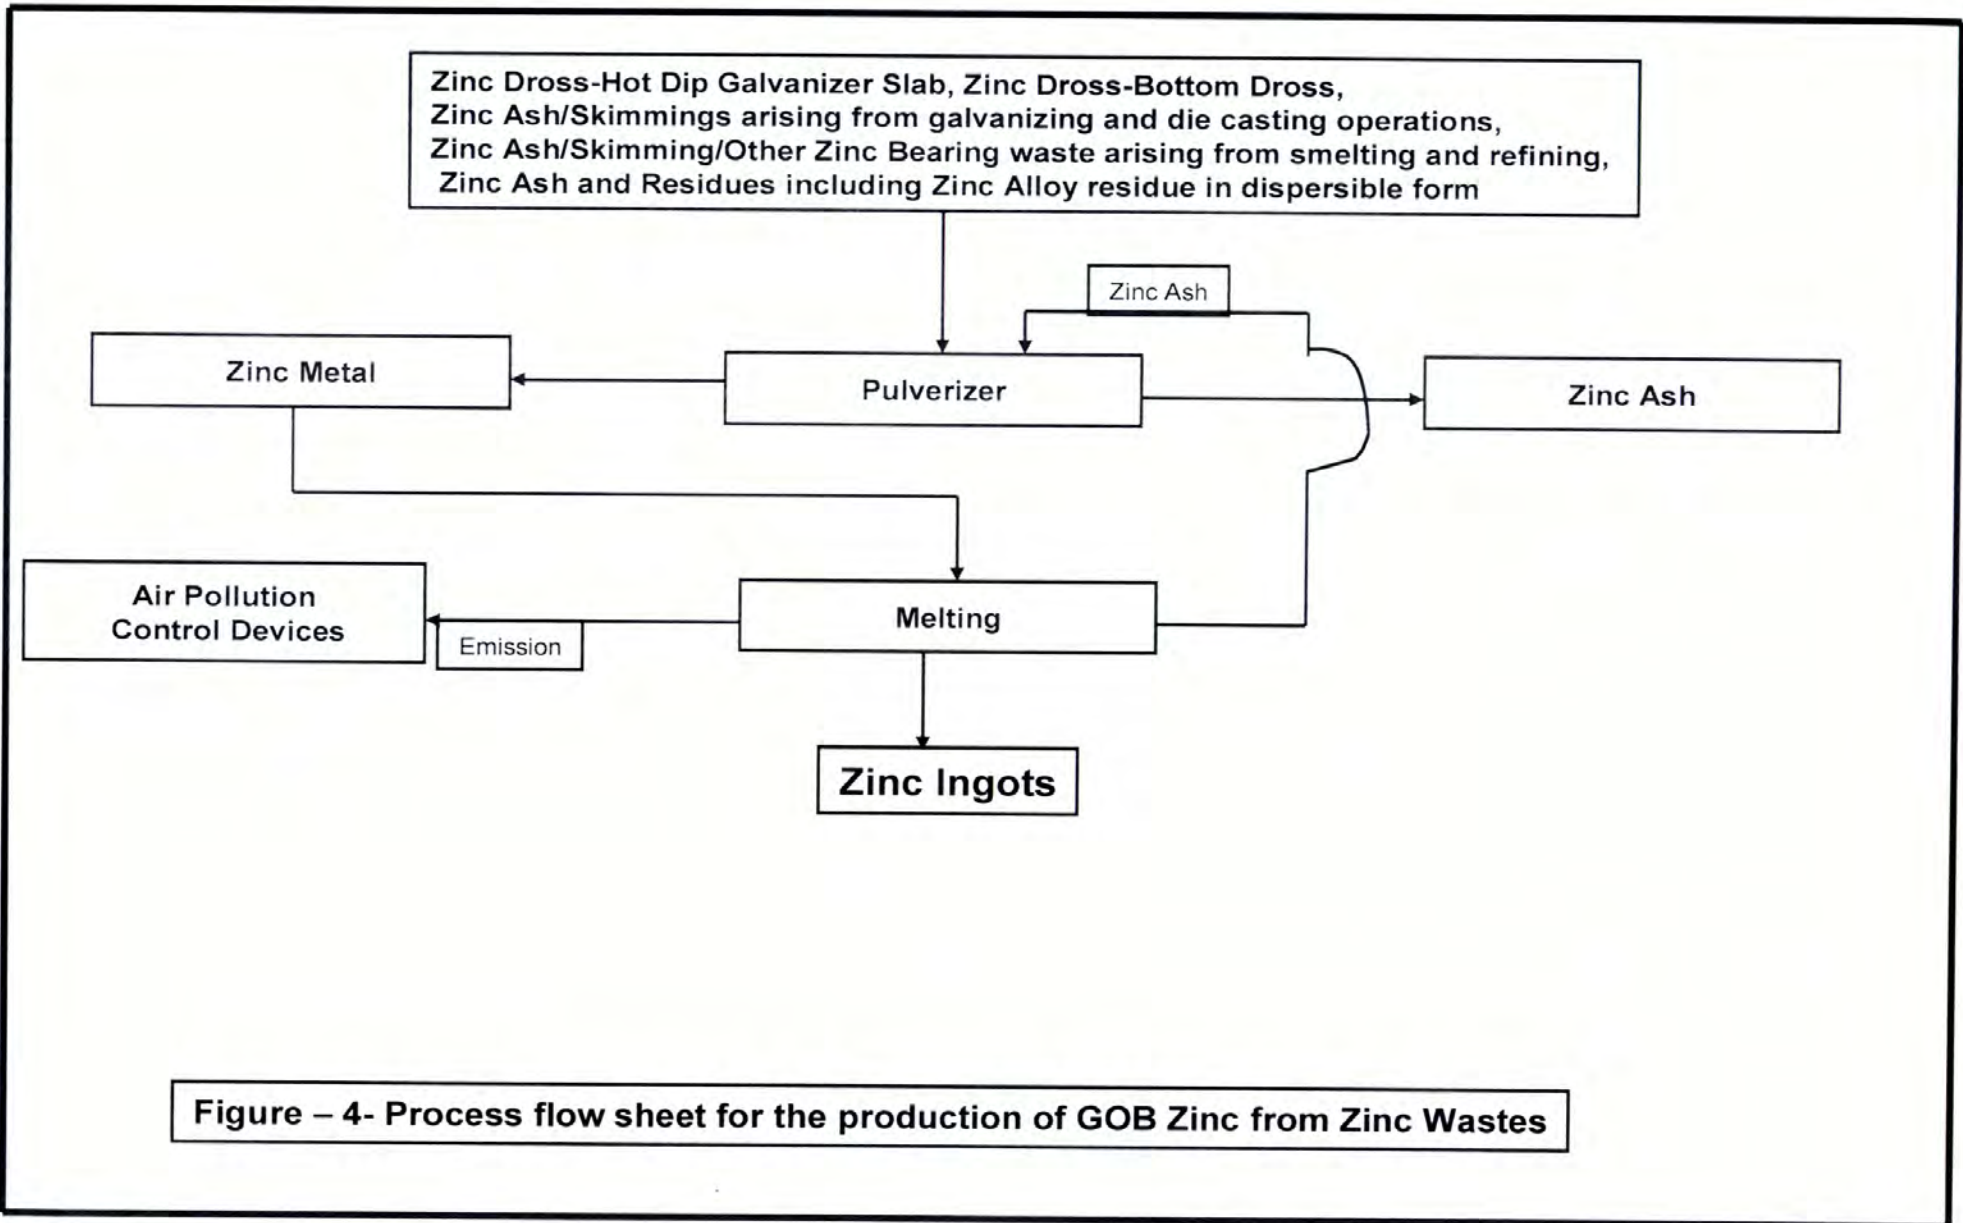 Zinc Dross-Hot Dip Galvanizer Slab, Zinc Dross-Bottom Dross,
Zinc Ash/Skimmings arising from galvanizing and die casting operations,
Zinc Ash/Skimming/Other Zinc Bearing waste arising from smelting and refining,
Zinc Ash and Residues including Zinc Alloy residue in dispersible form
Zinc Ash
Zinc Metal
Pulverizer
Zinc Ash
Air Pollution
Control Devices
Emission
Melting
Zinc Ingots
Figure – 4- Process flow sheet for the production of GOB Zinc from Zinc Wastes